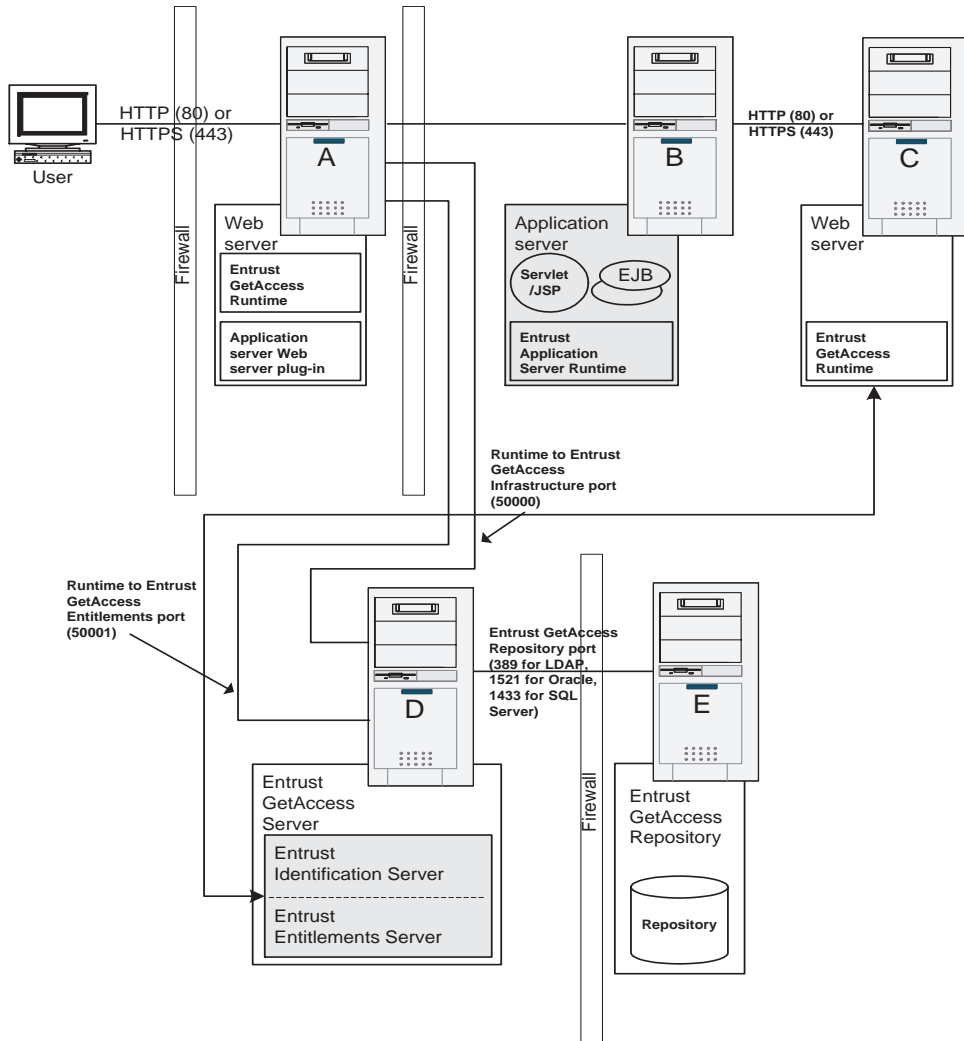 HTTP (80) or
HTTPS (443)
User
Firewall
A
Web
server
Entrust
GetAccess
Runtime
Application
server Web
server plug-in
Firewall
B
Application
server
Servlet
/JSP
EJB
Entrust
Application
Server Runtime
HTTP (80) or
HTTPS (443)
C
Web
server
Entrust
GetAccess
Runtime
Runtime to Entrust
GetAccess
Infrastructure port
(50000)
Runtime to Entrust
GetAccess
Entitlements port
(50001)
D
Entrust
GetAccess
Server
Entrust
Identification Server
Entrust
Entitlements Server
Entrust GetAccess
Repository port
(389 for LDAP,
1521 for Oracle,
1433 for SQL
Server)
Firewall
E
Entrust
GetAccess
Repository
Repository